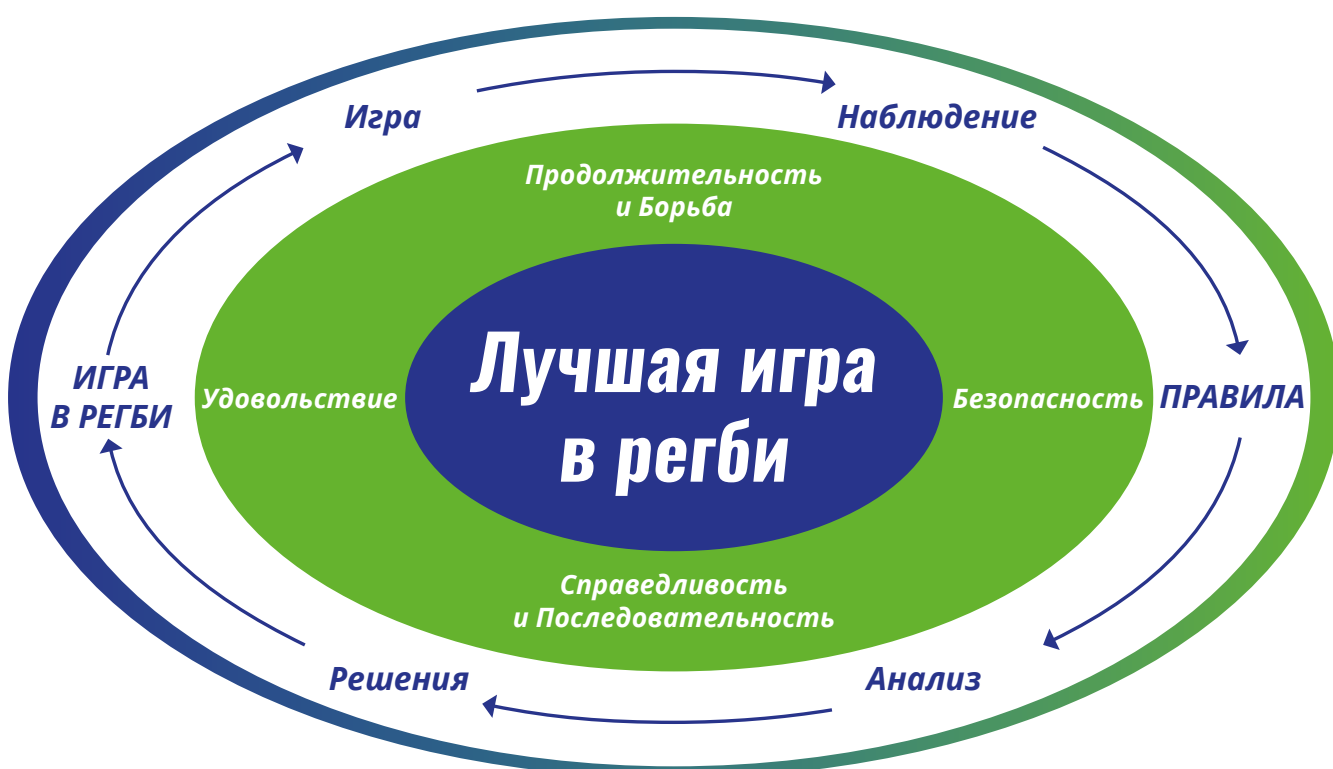 Игра
Наблюдение
Продолжительность
и Борьба
Лучшая игра
в регби
ИГРА
В РЕГБИ
Удовольствие
Безопасность
ПРАВИЛА
Справедливость
и Последовательность
Решения
Анализ